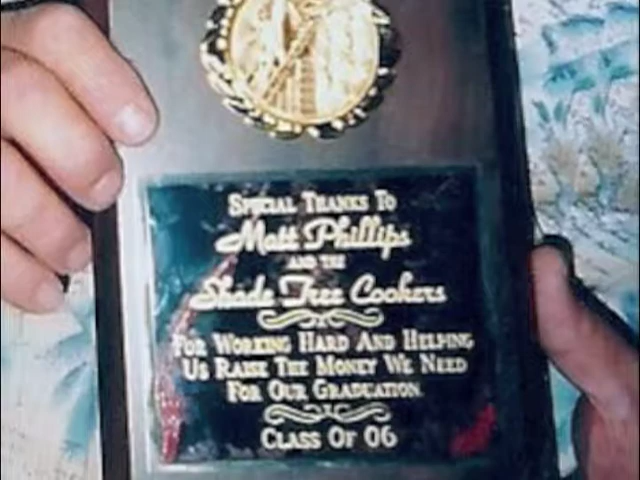 Special Thanks To
Matt Phillips
and the
Shade Tree Cookers
For Working Hard And Helping
Us Raise The Money We Need
For Our Graduation.
Class Of 06